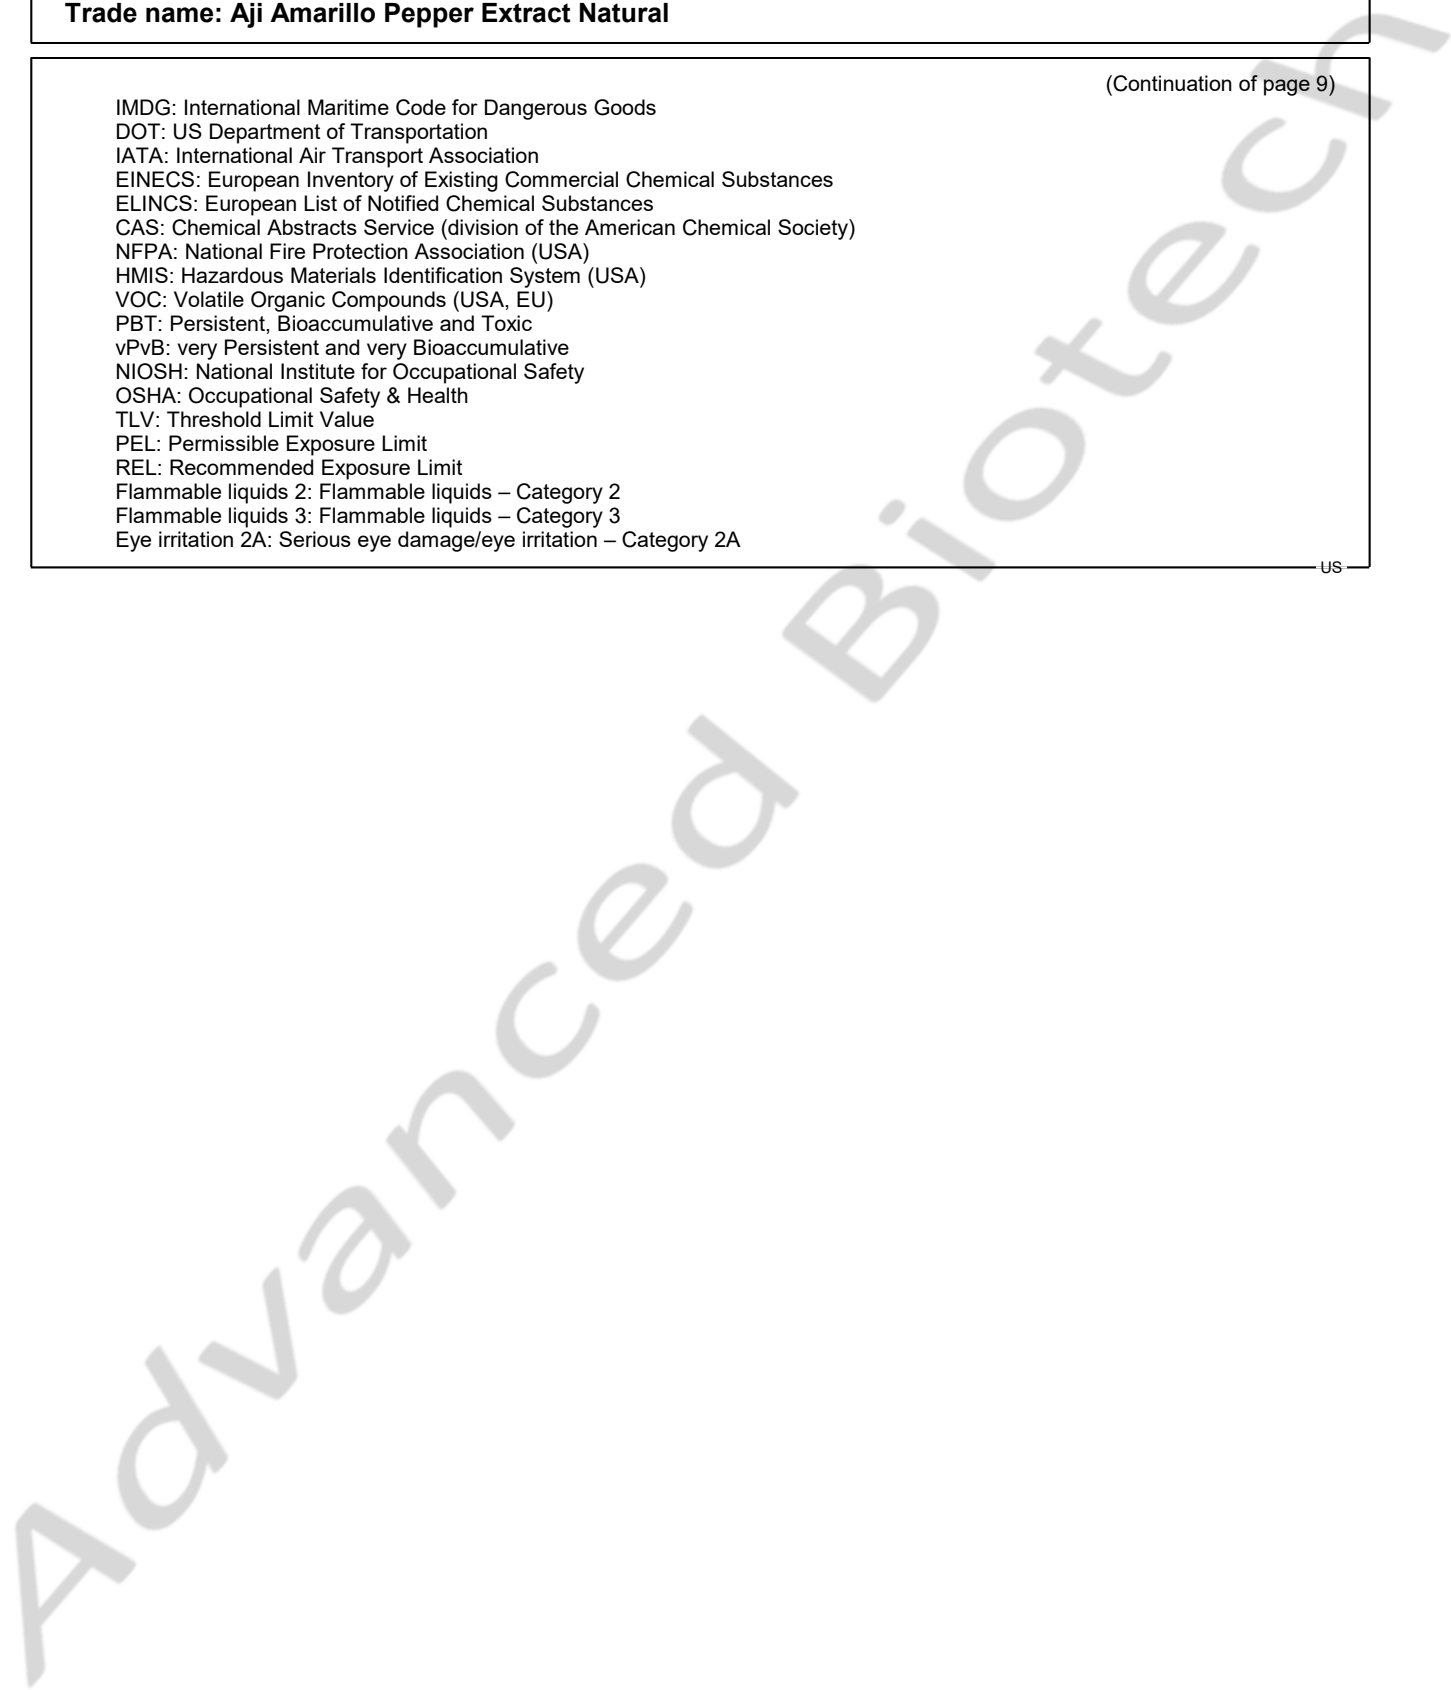 Trade name: Aji Amarillo Pepper Extract Natural
(Continuation of page 9)
IMDG: International Maritime Code for Dangerous Goods
DOT: US Department of Transportation
IATA: International Air Transport Association
EINECS: European Inventory of Existing Commercial Chemical Substances
ELINCS: European List of Notified Chemical Substances
CAS: Chemical Abstracts Service (division of the American Chemical Society)
NFPA: National Fire Protection Association (USA)
HMIS: Hazardous Materials Identification System (USA)
VOC: Volatile Organic Compounds (USA, EU)
PBT: Persistent, Bioaccumulative and Toxic
vPvB: very Persistent and very Bioaccumulative
NIOSH: National Institute for Occupational Safety
OSHA: Occupational Safety & Health
TLV: Threshold Limit Value
PEL: Permissible Exposure Limit
REL: Recommended Exposure Limit
Flammable liquids 2: Flammable liquids – Category 2
Flammable liquids 3: Flammable liquids – Category 3
Eye irritation 2A: Serious eye damage/eye irritation – Category 2A
US
Advanced Biotech